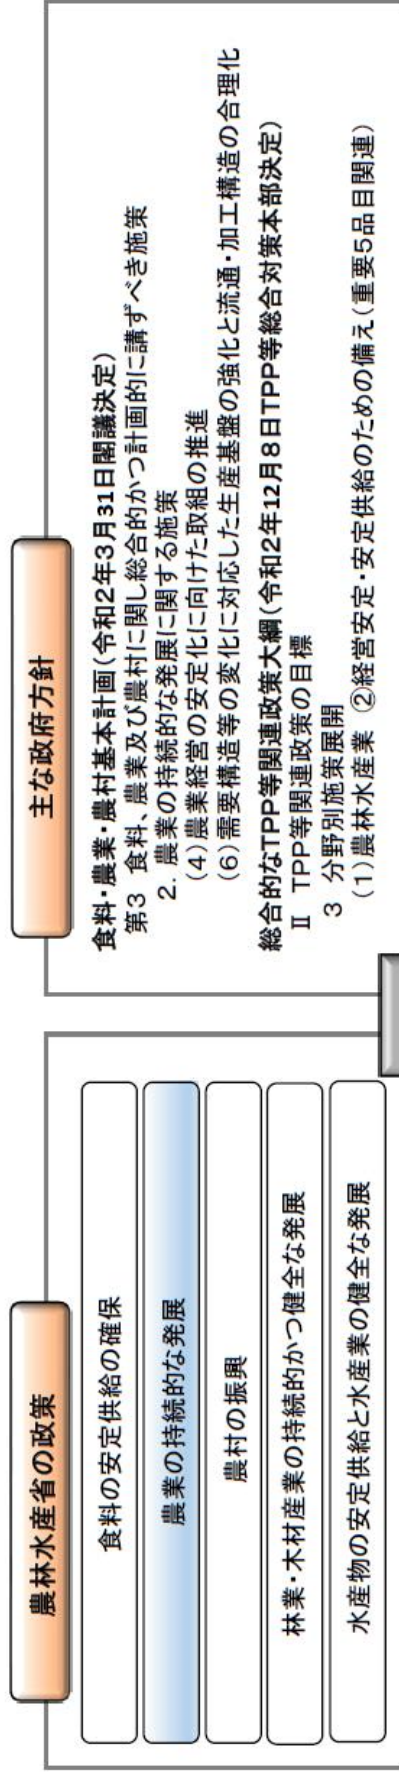 農林水産省の政策
食料の安定供給の確保
農業の持続的な発展
農村の振興
林業・木材産業の持続的かつ健全な発展
水産物の安定供給と水産業の健全な発展
主な政府方針
食料・農業・農村基本計画(令和2年3月31日閣議決定)
第3 食料、農業及び農村に関し総合的かつ計画的に講ずべき施策
2. 農業の持続的な発展に関する施策
(4)農業経営の安定化に向けた取組の推進
(6)需要構造等の変化に対応した生産基盤の強化と流通・加工構造の合理化
総合的なTPP等関連政策大綱(令和2年12月8日TPP等総合対策本部決定)
Ⅱ TPP等関連政策の目標
3 分野別施策展開
(1)農林水産業 ②経営安定・安定供給のための備え(重要5品目関連)